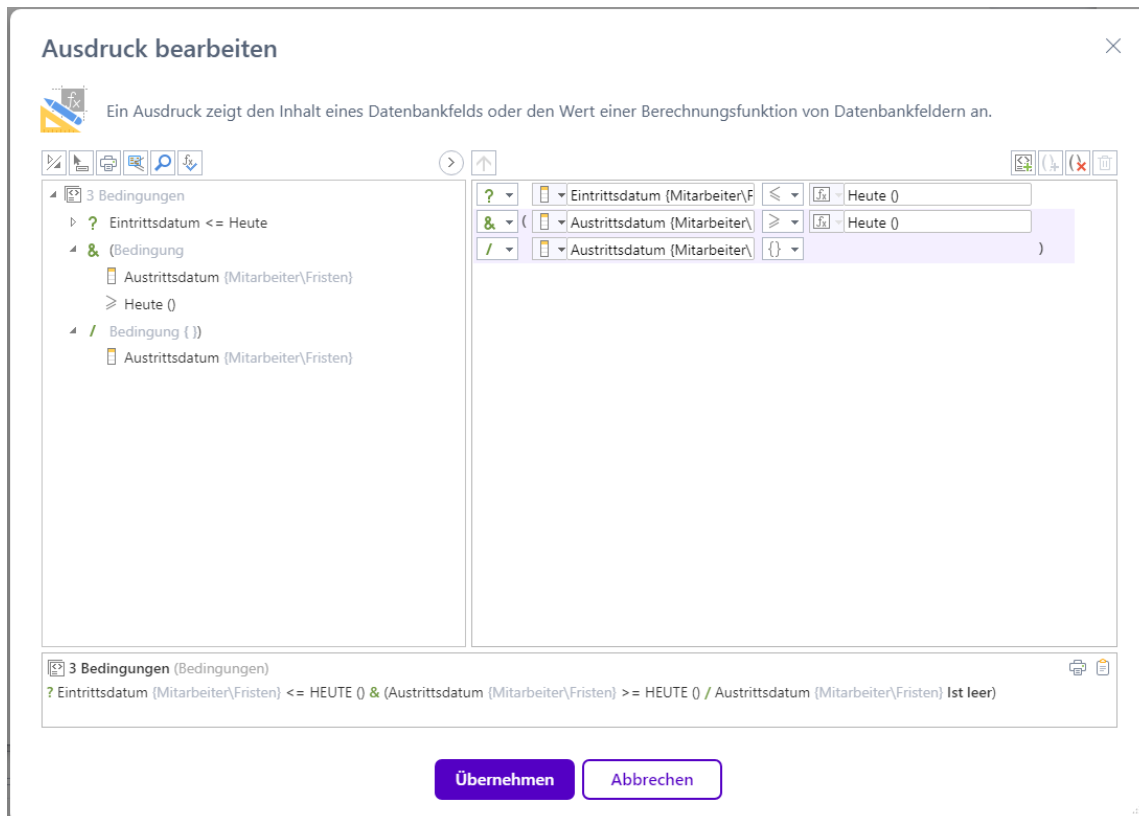 Ausdruck bearbeiten
Ein Ausdruck zeigt den Inhalt eines Datenbankfelds oder den Wert einer Berechnungsfunktion von Datenbankfeldern an.
3 Bedingungen
? Eintrittsdatum <= Heute
& (Bedingung
Austrittsdatum {Mitarbeiter\Fristen}
≥ Heute ()
/ Bedingung { })
Austrittsdatum {Mitarbeiter\Fristen}
? Eintrittsdatum {Mitarbeiter\F ≤ fx Heute ()
& ( Austrittsdatum {Mitarbeiter\ ≥ fx Heute ()
/ Austrittsdatum {Mitarbeiter\ {} )
3 Bedingungen (Bedingungen)
? Eintrittsdatum {Mitarbeiter\Fristen} <= HEUTE () & (Austrittsdatum {Mitarbeiter\Fristen} >= HEUTE () / Austrittsdatum {Mitarbeiter\Fristen} Ist leer)
Übernehmen
Abbrechen